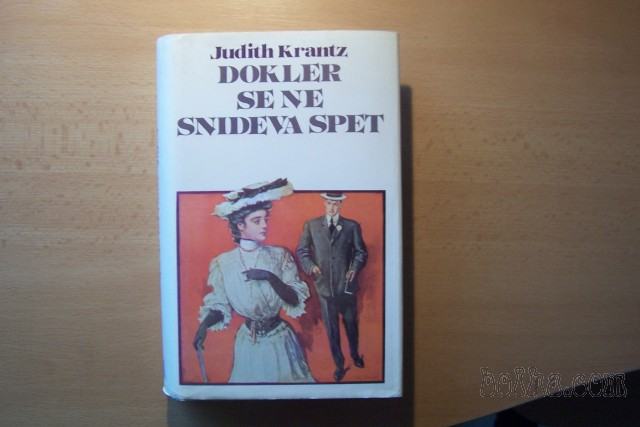 Judith Krantz
DOKLER
SE NE
SNIDEVA SPET
bolha.com